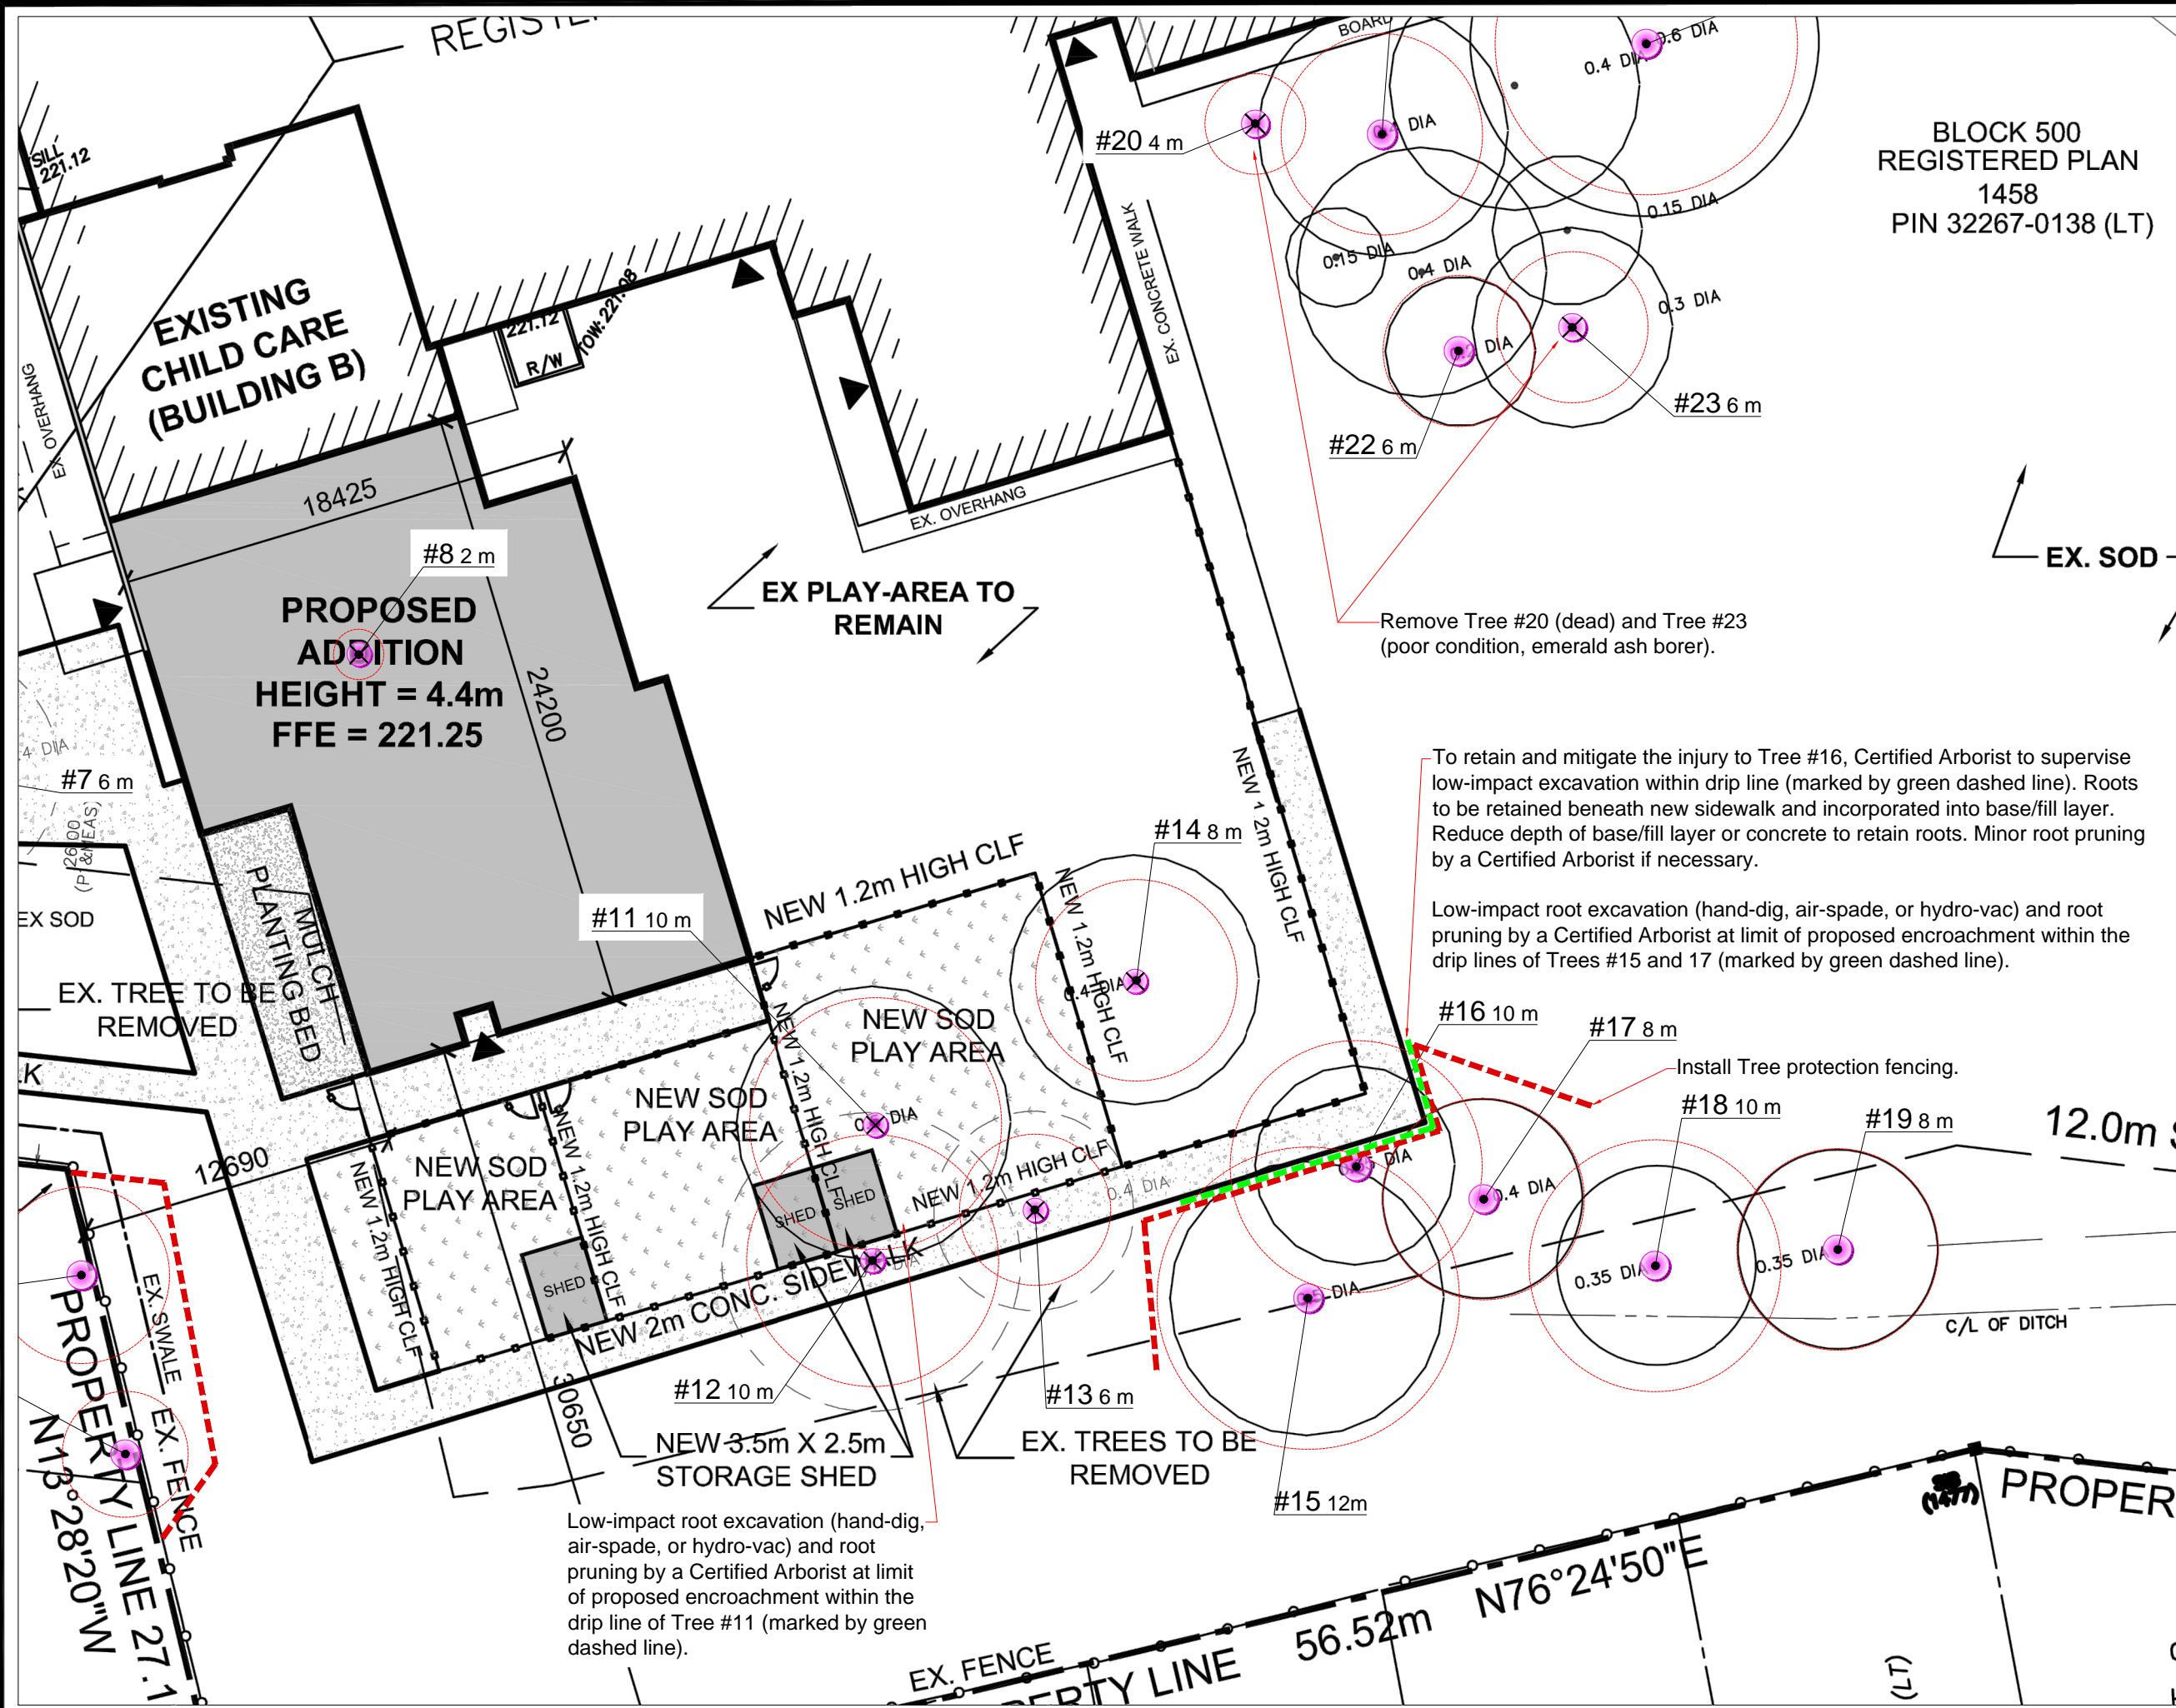 BOARD
0.6 DIA
0.4 DIA
SILL
221.12
#20 4 m
DIA
BLOCK 500
REGISTERED PLAN
1458
PIN 32267-0138 (LT)
0.15 DIA
EX. CONCRETE WALK
0.15 DIA
0.4 DIA
0.3 DIA
EXISTING
CHILD CARE
(BUILDING B)
221.12
R/W
TOW: 221.08
EX OVERHANG
DIA
#23 6 m
#22 6 m
18425
EX. OVERHANG
#8 2 m
EX. SOD
PROPOSED
ADDITION
HEIGHT = 4.4m
FFE = 221.25
EX PLAY-AREA TO
REMAIN
Remove Tree #20 (dead) and Tree #23
(poor condition, emerald ash borer).
24200
4 DIA
#7 6 m
NEW 1.2m HIGH CLF
To retain and mitigate the injury to Tree #16, Certified Arborist to supervise
low-impact excavation within drip line (marked by green dashed line). Roots
to be retained beneath new sidewalk and incorporated into base/fill layer.
Reduce depth of base/fill layer or concrete to retain roots. Minor root pruning
by a Certified Arborist if necessary.
Low-impact root excavation (hand-dig, air-spade, or hydro-vac) and root
pruning by a Certified Arborist at limit of proposed encroachment within the
drip lines of Trees #15 and 17 (marked by green dashed line).
#14 8 m
NEW 1.2m HIGH CLF
NEW 1.2m HIGH CLF
#11 10 m
EX SOD
MULCH
PLANTING BED
EX. TREE TO BE
REMOVED
0.4 DIA
#16 10 m
#17 8 m
Install Tree protection fencing.
NEW SOD
PLAY AREA
NEW 1.2m HIGH CLF
NEW SOD
PLAY AREA
DIA
NEW SOD
PLAY AREA
NEW 1.2m HIGH CLF
NEW 1.2m HIGH CLF
#18 10 m
#19 8 m
12.0m
12690
SHED
SHED
SHED
NEW 1.2m HIGH CLF
0.4 DIA
DIA
0.4 DIA
0.35 DIA
0.35 DIA
DIA
C/L OF DITCH
NEW 2m CONC. SIDEWALK
EX. SWALE
EX. FENCE
PROPERTY LINE 27.1
N13°28'20"W
#12 10 m
#13 6 m
30650
NEW 3.5m X 2.5m
STORAGE SHED
EX. TREES TO BE
REMOVED
#15 12m
Low-impact root excavation (hand-dig,
air-spade, or hydro-vac) and root
pruning by a Certified Arborist at limit
of proposed encroachment within the
drip line of Tree #11 (marked by green
dashed line).
PROPER
EX. FENCE
PERTY LINE
56.52m
N76°24'50"E
(LT)